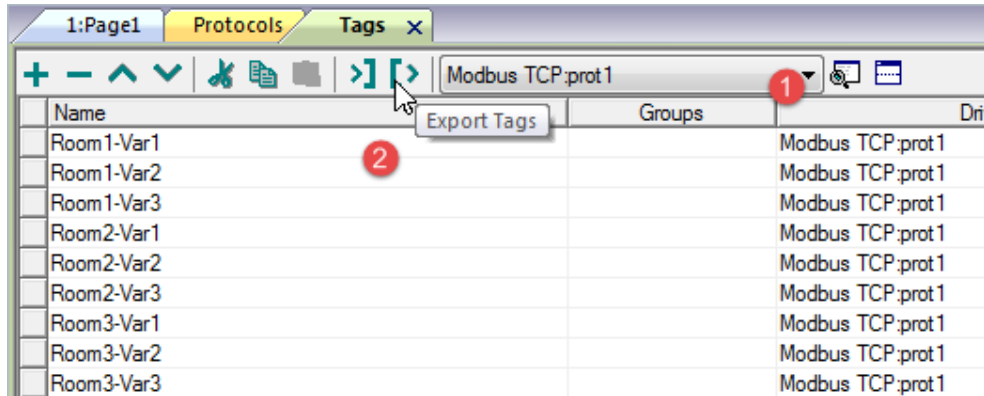 1:Page1 Protocols Tags x
Modbus TCP:prot1 1
Name Groups Dri
Export Tags
2
Room1-Var1 Modbus TCP:prot1
Room1-Var2 Modbus TCP:prot1
Room1-Var3 Modbus TCP:prot1
Room2-Var1 Modbus TCP:prot1
Room2-Var2 Modbus TCP:prot1
Room2-Var3 Modbus TCP:prot1
Room3-Var1 Modbus TCP:prot1
Room3-Var2 Modbus TCP:prot1
Room3-Var3 Modbus TCP:prot1